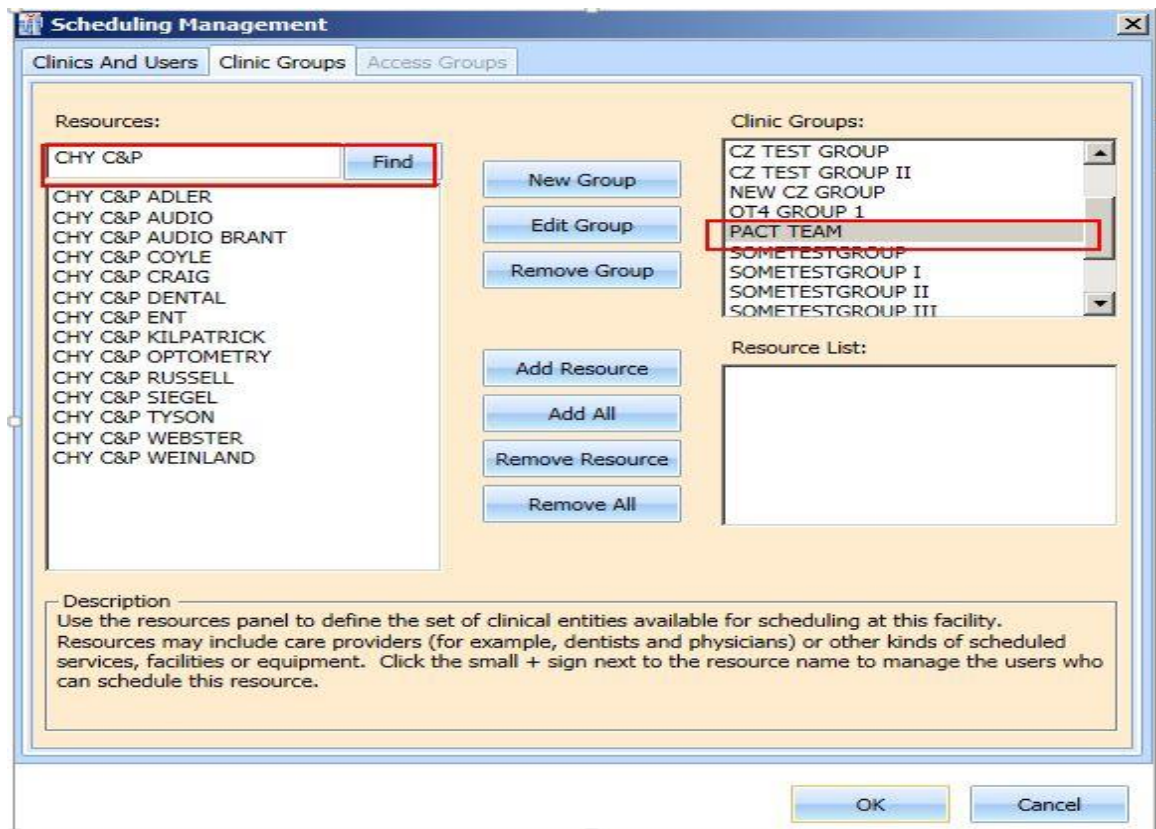 Scheduling Management
Clinics And Users
Clinic Groups
Access Groups
Resources:
CHY C&P
Find
CHY C&P ADLER
CHY C&P AUDIO
CHY C&P AUDIO BRANT
CHY C&P COYLE
CHY C&P CRAIG
CHY C&P DENTAL
CHY C&P ENT
CHY C&P KILPATRICK
CHY C&P OPTOMETRY
CHY C&P RUSSELL
CHY C&P SIEGEL
CHY C&P TYSON
CHY C&P WEBSTER
CHY C&P WEINLAND
New Group
Edit Group
Remove Group
Add Resource
Add All
Remove Resource
Remove All
Clinic Groups:
CZ TEST GROUP
CZ TEST GROUP II
NEW CZ GROUP
OT4 GROUP 1
PACT TEAM
SOMETESTGROUP
SOMETESTGROUP I
SOMETESTGROUP II
SOMETESTGROUP III
Resource List:
Description
Use the resources panel to define the set of clinical entities available for scheduling at this facility.
Resources may include care providers (for example, dentists and physicians) or other kinds of scheduled
services, facilities or equipment. Click the small + sign next to the resource name to manage the users who
can schedule this resource.
OK
Cancel